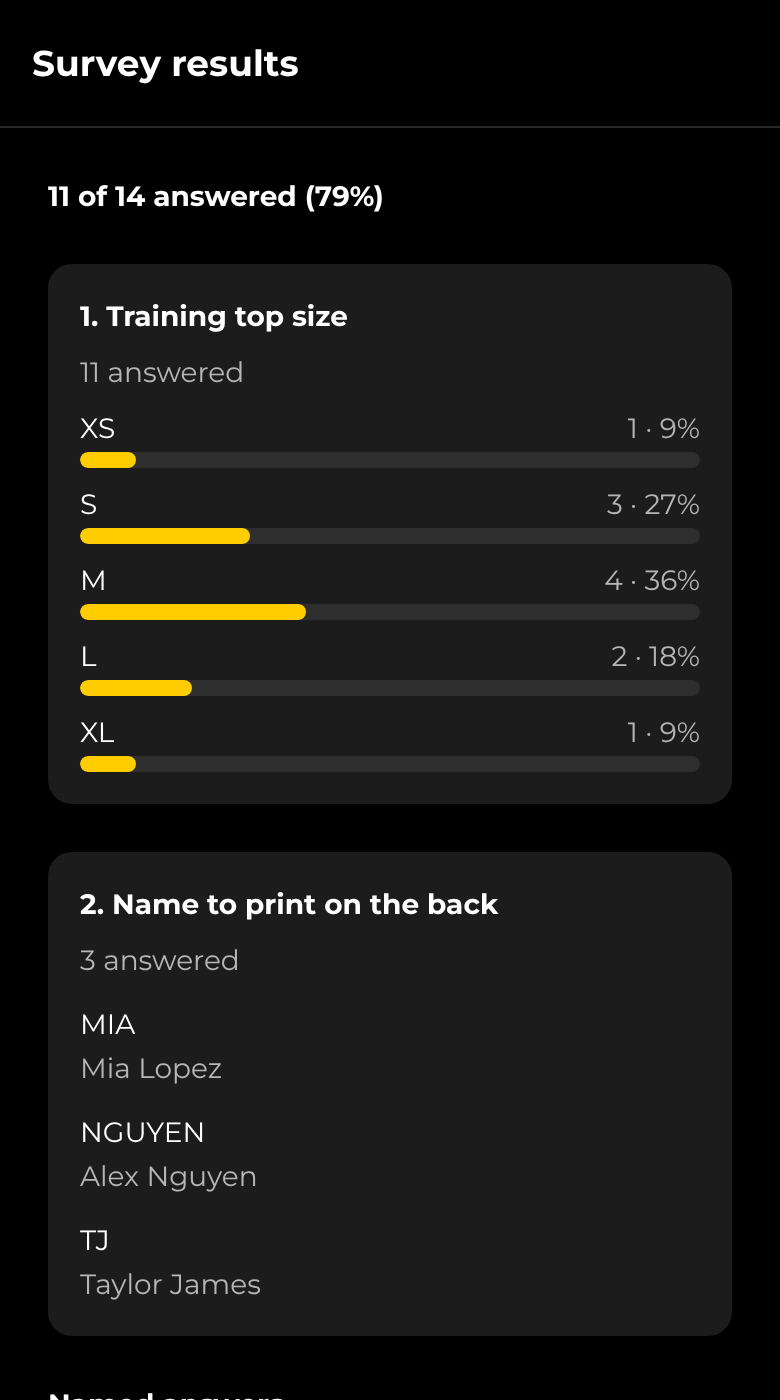 Survey results
11 of 14 answered (79%)
1. Training top size
11 answered
XS 1 · 9%
S 3 · 27%
M 4 · 36%
L 2 · 18%
XL 1 · 9%
2. Name to print on the back
3 answered
MIA
Mia Lopez
NGUYEN
Alex Nguyen
TJ
Taylor James
Named answers